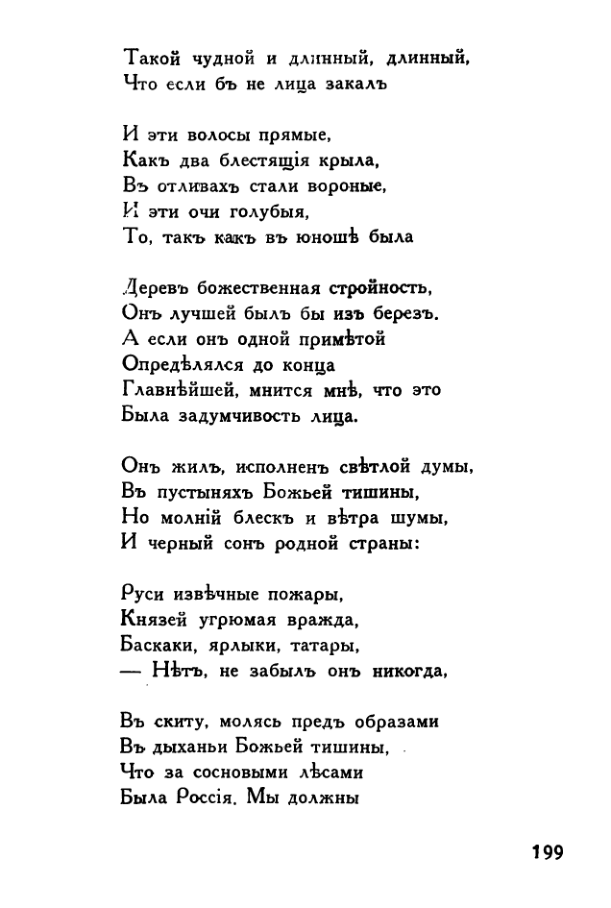 Такой чудной и длинный, длинный,
Что если бъ не лица закалъ
И эти волосы прямые,
Какъ два блестящія крыла,
Въ отливахъ стали вороные,
И эти очи голубыя,
То, такъ какъ въ юношѣ была
Деревъ божественная стройность,
Онъ лучшей былъ бы изъ березъ.
А если онъ одной примѣтой
Опредѣлялся до конца
Главнѣйшей, мнится мнѣ, что это
Была задумчивость лица.
Онъ жилъ, исполненъ свѣтлой думы,
Въ пустыняхъ Божьей тишины,
Но молній блескъ и вѣтра шумы,
И черный сонъ родной страны:
Руси извѣчные пожары,
Князей угрюмая вражда,
Баскаки, ярлыки, татары,
— Нѣтъ, не забылъ онъ никогда,
Въ скиту, молясь предъ образами
Въ дыханьи Божьей тишины,
Что за сосновыми лѣсами
Была Россія. Мы должны
199